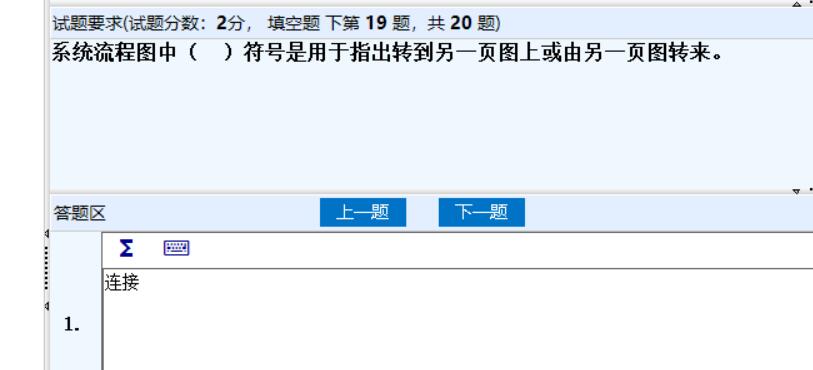 试题要求(试题分数：2分， 填空题 下第 19 题，共 20 题)
系统流程图中（　）符号是用于指出转到另一页图上或由另一页图转来。
答题区
上一题 下一题
Σ
连接
1.